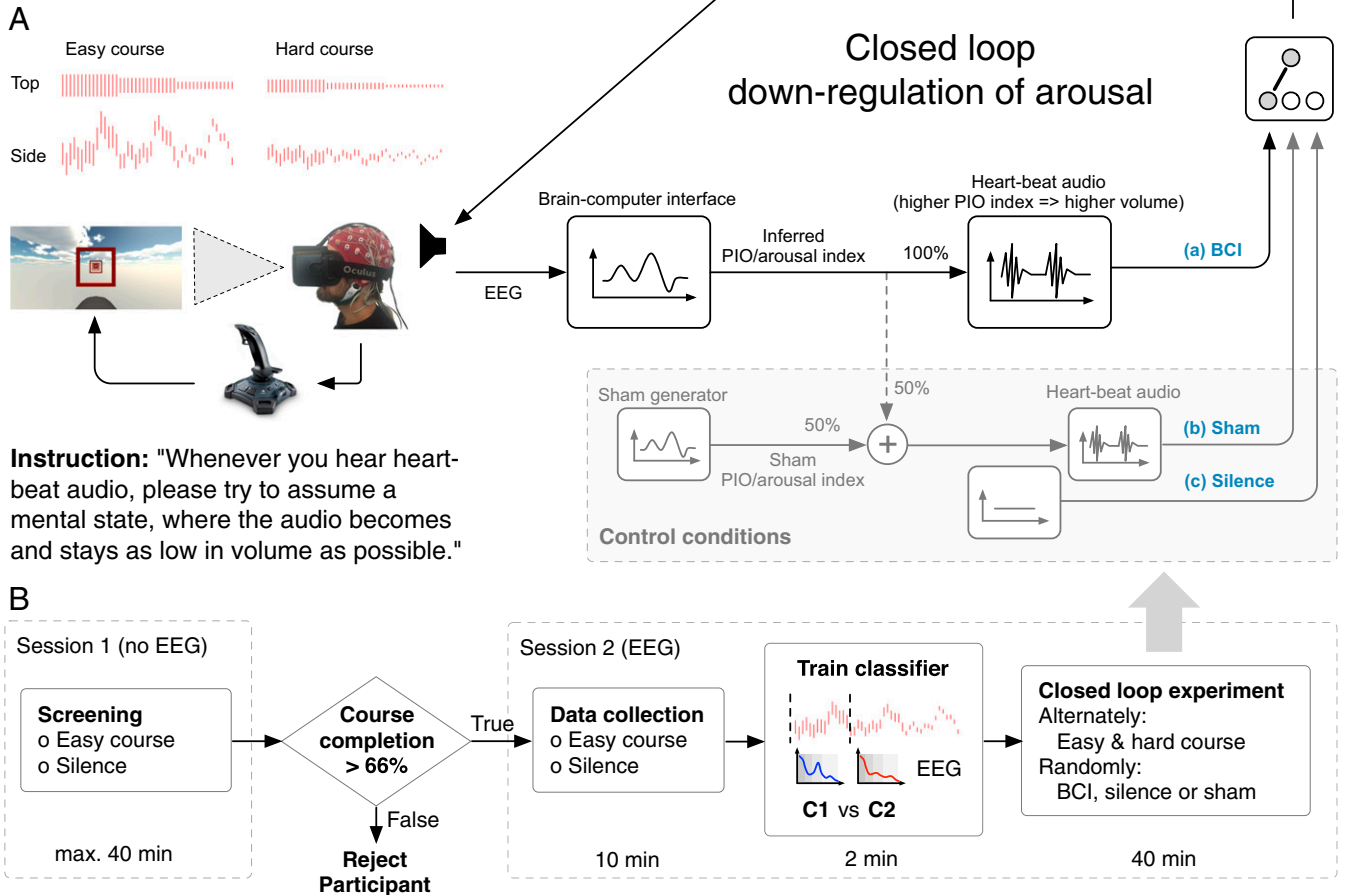 A
Easy course
Hard course
Top
Side
Closed loop
down-regulation of arousal
Oculus
EEG
Brain-computer interface
Inferred
PIO/arousal index
100%
Heart-beat audio
(higher PIO index => higher volume)
(a) BCI
50%
Sham generator
50%
Sham
PIO/arousal index
+
Heart-beat audio
(b) Sham
(c) Silence
Control conditions
Instruction: "Whenever you hear heart-
beat audio, please try to assume a
mental state, where the audio becomes
and stays as low in volume as possible."
B
Session 1 (no EEG)
Screening
o Easy course
o Silence
max. 40 min
Course
completion
> 66%
True
False
Reject
Participant
Session 2 (EEG)
Data collection
o Easy course
o Silence
10 min
Train classifier
EEG
C1 vs C2
2 min
Closed loop experiment
Alternately:
Easy & hard course
Randomly:
BCI, silence or sham
40 min